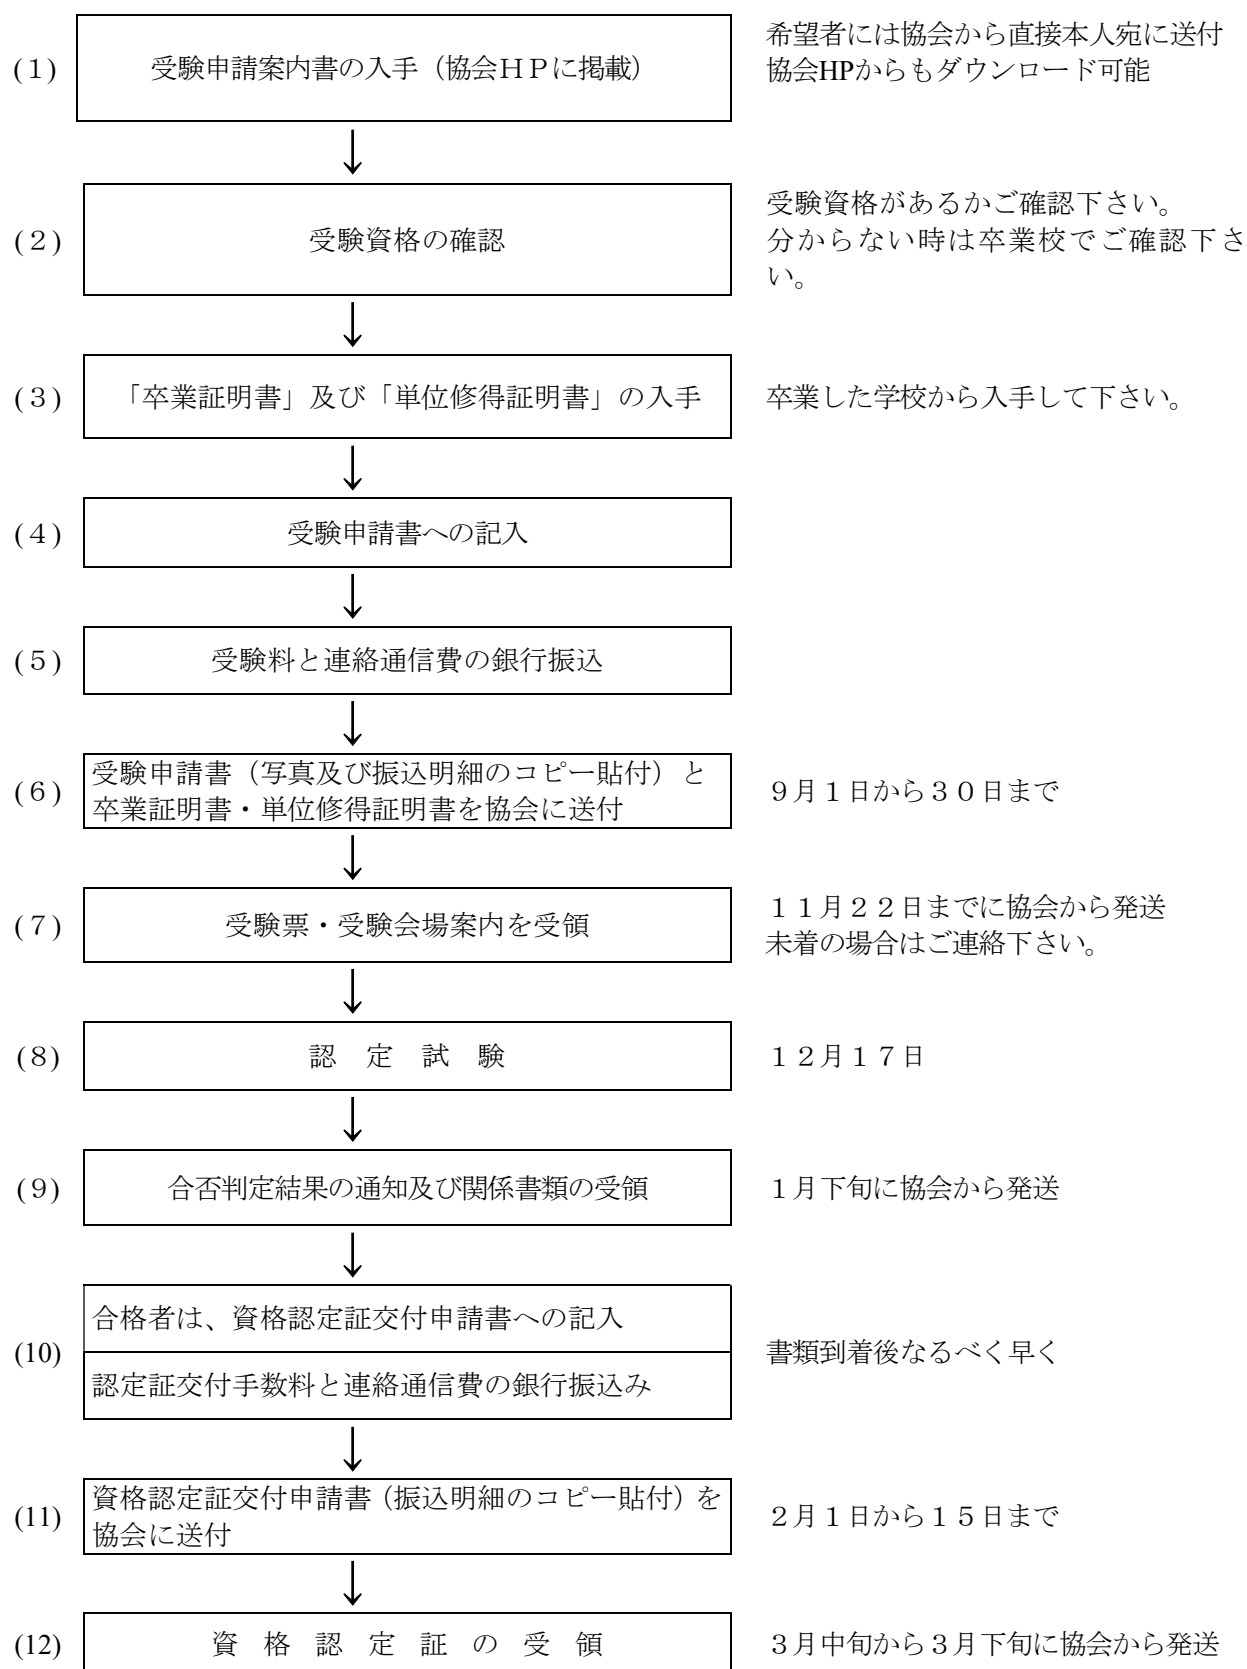 (１) 受験申請案内書の入手（協会ＨＰに掲載） 希望者には協会から直接本人宛に送付
協会HPからもダウンロード可能
↓
(２) 受験資格の確認 受験資格があるかご確認下さい。
分からない時は卒業校でご確認下さ
い。
↓
(３) 「卒業証明書」及び「単位修得証明書」の入手 卒業した学校から入手して下さい。
↓
(４) 受験申請書への記入
↓
(５) 受験料と連絡通信費の銀行振込
↓
(６) 受験申請書（写真及び振込明細のコピー貼付）と
卒業証明書・単位修得証明書を協会に送付 ９月１日から３０日まで
↓
(７) 受験票・受験会場案内を受領 １１月２２日までに協会から発送
未着の場合はご連絡下さい。
↓
(８) 認　定　試　験 １２月１７日
↓
(９) 合否判定結果の通知及び関係書類の受領 １月下旬に協会から発送
↓
(10) 合格者は、資格認定証交付申請書への記入
認定証交付手数料と連絡通信費の銀行振込み 書類到着後なるべく早く
↓
(11) 資格認定証交付申請書（振込明細のコピー貼付）を
協会に送付 ２月１日から１５日まで
↓
(12) 資　格　認　定　証　の　受　領 ３月中旬から３月下旬に協会から発送